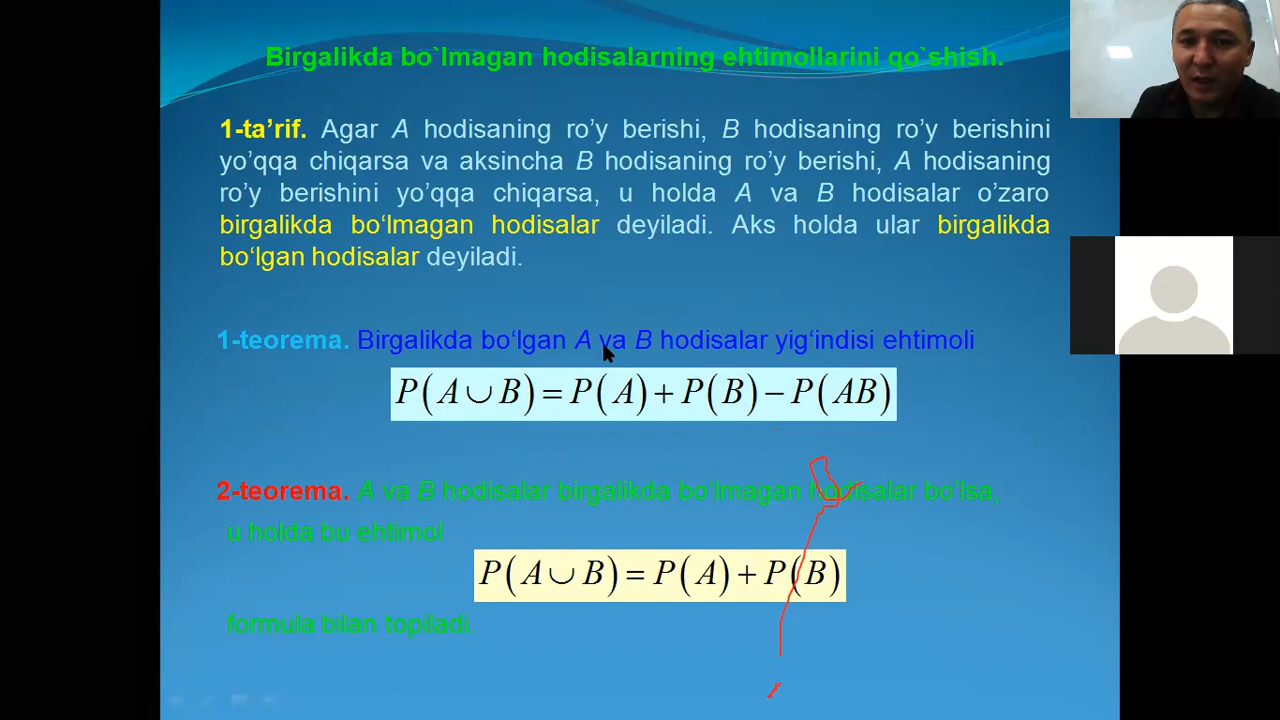 Birgalikda bo`lmagan hodisalarning ehtimollarini qo`shish.
1-ta’rif. Agar A hodisaning ro’y berishi, B hodisaning ro’y berishini
yo’qqa chiqarsa va aksincha B hodisaning ro’y berishi, A hodisaning
ro’y berishini yo’qqa chiqarsa, u holda A va B hodisalar o’zaro
birgalikda bo‘lmagan hodisalar deyiladi. Aks holda ular birgalikda
bo‘lgan hodisalar deyiladi.
1-teorema. Birgalikda bo‘lgan A va B hodisalar yig‘indisi ehtimoli
P(A∪B)=P(A)+P(B)−P(AB)
2-teorema. A va B hodisalar birgalikda bo‘lmagan hodisalar bo‘lsa,
u holda bu ehtimol
P(A∪B)=P(A)+P(B)
formula bilan topiladi.